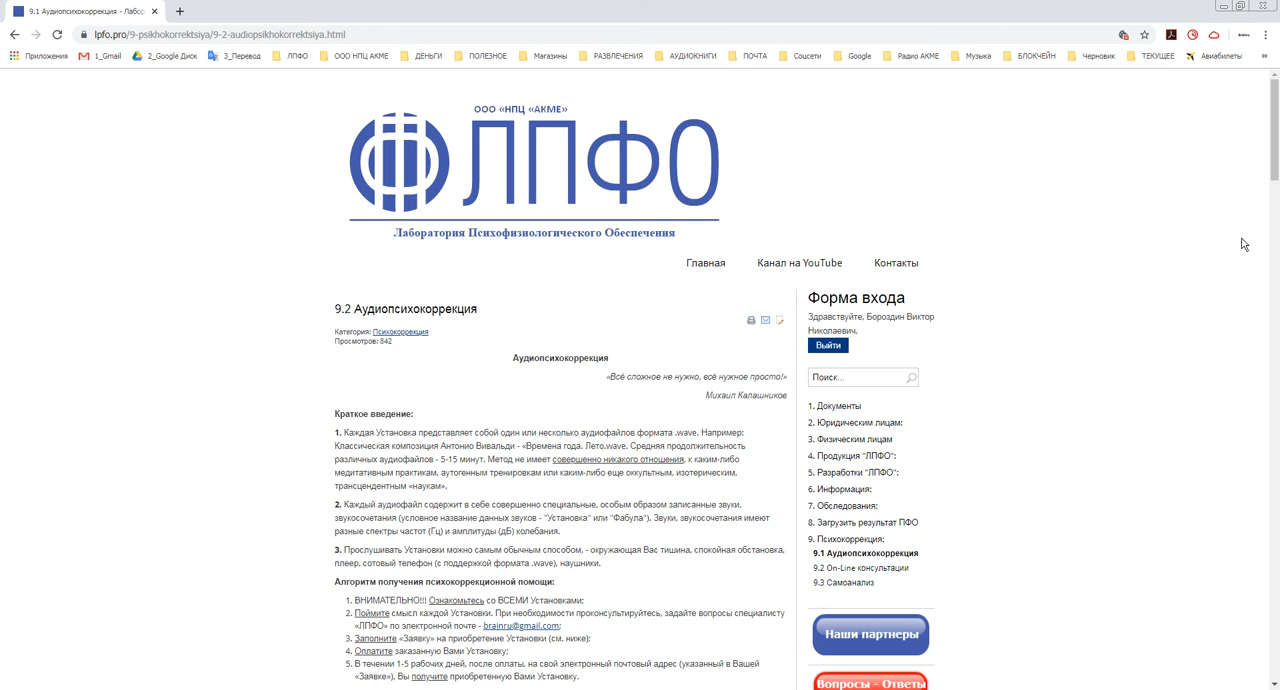 9.1 Аудиопсихокоррекция - Лабор
lpfo.pro/9-psikhokorrektsiya/9-2-audiopsikhokorrektsiya.html
Приложения 1_Gmail 2_Google Диск 3_Перевод ЛПФО ООО НПЦ АКМЕ ДЕНЬГИ ПОЛЕЗНОЕ Магазины РАЗВЛЕЧЕНИЯ АУДИОКНИГИ ПОЧТА Соцсети Google Радио АКМЕ Музыка БЛОКЧЕЙН Черновик ТЕКУЩЕЕ Авиабилеты »
ООО «НПЦ «АКМЕ»
ЛПФО
Лаборатория Психофизиологического Обеспечения
Главная Канал на YouTube Контакты
9.2 Аудиопсихокоррекция
Категория: Психокоррекция
Просмотров: 842
Аудиопсихокоррекция
«Всё сложное не нужно, всё нужное просто!»
Михаил Калашников
Краткое введение:
1. Каждая Установка представляет собой один или несколько аудиофайлов формата .wave. Например:
Классическая композиция Антонио Вивальди - «Времена года. Лето.wave. Средняя продолжительность
различных аудиофайлов - 5-15 минут. Метод не имеет совершенно никакого отношения, к каким-либо
медитативным практикам, аутогенным тренировкам или каким-либо еще оккультным, изотерическим,
трансцендентным «наукам».
2. Каждый аудиофайл содержит в себе совершенно специальные, особым образом записанные звуки,
звукосочетания (условное название данных звуков - "Установка" или "Фабула"). Звуки, звукосочетания имеют
разные спектры частот (Гц) и амплитуды (дБ) колебания.
3. Прослушивать Установки можно самым обычным способом, - окружающая Вас тишина, спокойная обстановка,
плеер, сотовый телефон (с поддержкой формата .wave), наушники.
Алгоритм получения психокоррекционной помощи:
1. ВНИМАТЕЛЬНО!!! Ознакомьтесь со ВСЕМИ Установками;
2. Поймите смысл каждой Установки. При необходимости проконсультируйтесь, задайте вопросы специалисту
«ЛПФО» по электронной почте - brainru@gmail.com;
3. Заполните «Заявку» на приобретение Установки (см. ниже);
4. Оплатите заказанную Вами Установку;
5. В течении 1-5 рабочих дней, после оплаты, на свой электронный почтовый адрес (указанный в Вашей
«Заявке»), Вы получите приобретенную Вами Установку.
Форма входа
Здравствуйте, Бороздин Виктор
Николаевич,
Выйти
Поиск...
1. Документы
2. Юридическим лицам:
3. Физическим лицам
4. Продукция "ЛПФО":
5. Разработки "ЛПФО":
6. Информация:
7. Обследования:
8. Загрузить результат ПФО
9. Психокоррекция:
9.1 Аудиопсихокоррекция
9.2 On-Line консультации
9.3 Самоанализ
Наши партнеры
Вопросы - Ответы